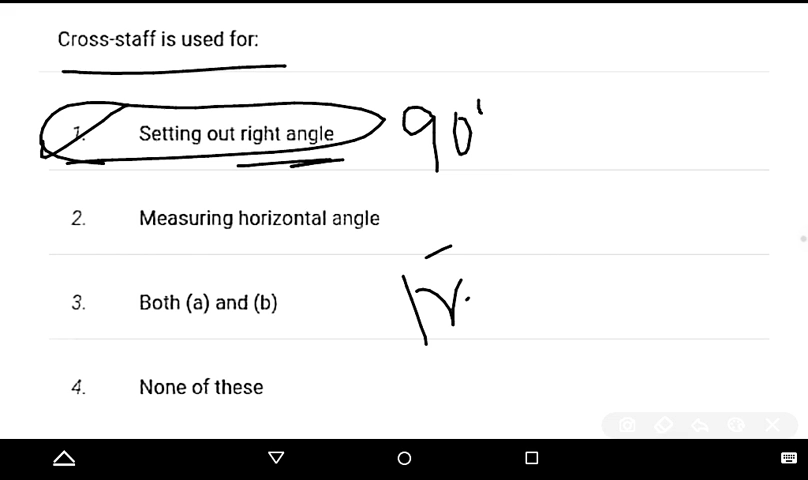 Cross-staff is used for:
1. Setting out right angle
90'
2. Measuring horizontal angle
3. Both (a) and (b)
4. None of these